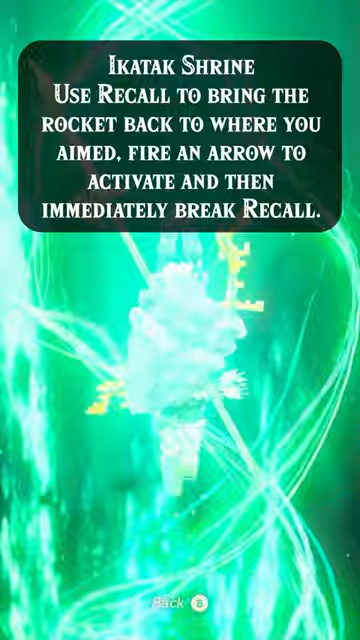 Ikatak Shrine
Use Recall to bring the
rocket back to where you
aimed, fire an arrow to
activate and then
immediately break Recall.
Back B